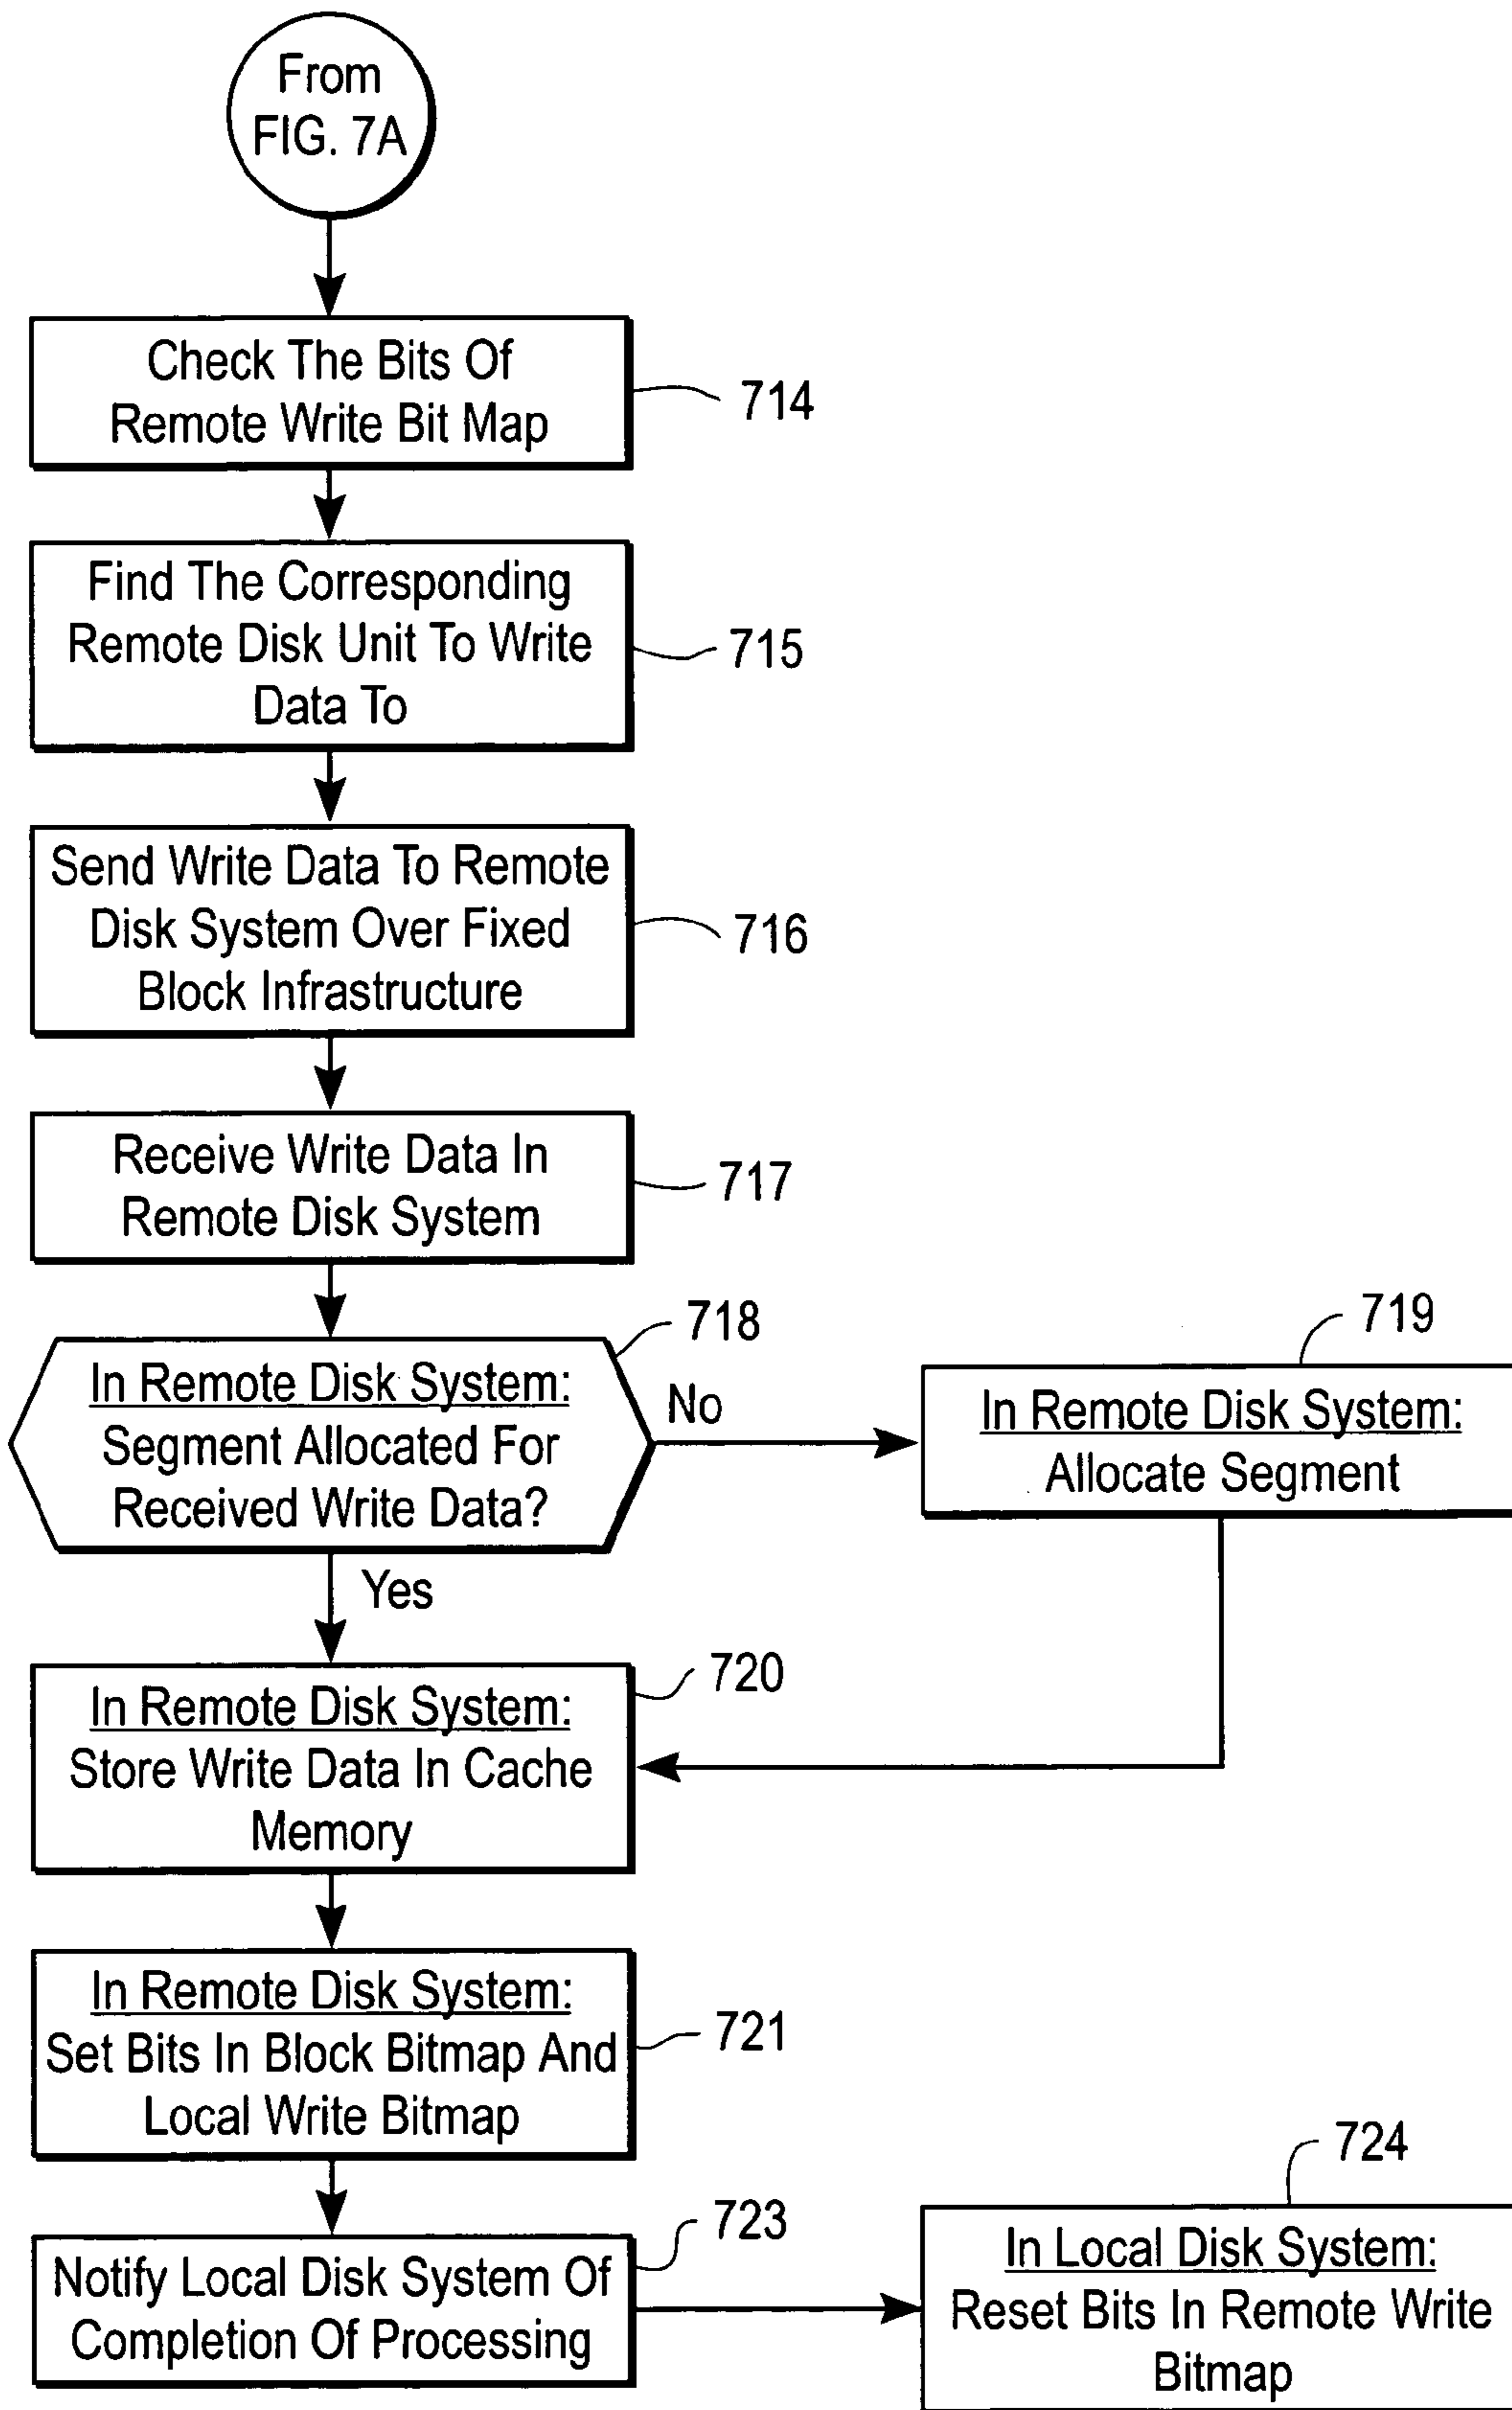 From
FIG. 7A
Check The Bits Of
Remote Write Bit Map
714
Find The Corresponding
Remote Disk Unit To Write
Data To
715
Send Write Data To Remote
Disk System Over Fixed
Block Infrastructure
716
Receive Write Data In
Remote Disk System
717
718
In Remote Disk System:
Segment Allocated For
Received Write Data?
No
Yes
719
In Remote Disk System:
Allocate Segment
720
In Remote Disk System:
Store Write Data In Cache
Memory
In Remote Disk System:
Set Bits In Block Bitmap And
Local Write Bitmap
721
723
Notify Local Disk System Of
Completion Of Processing
724
In Local Disk System:
Reset Bits In Remote Write
Bitmap